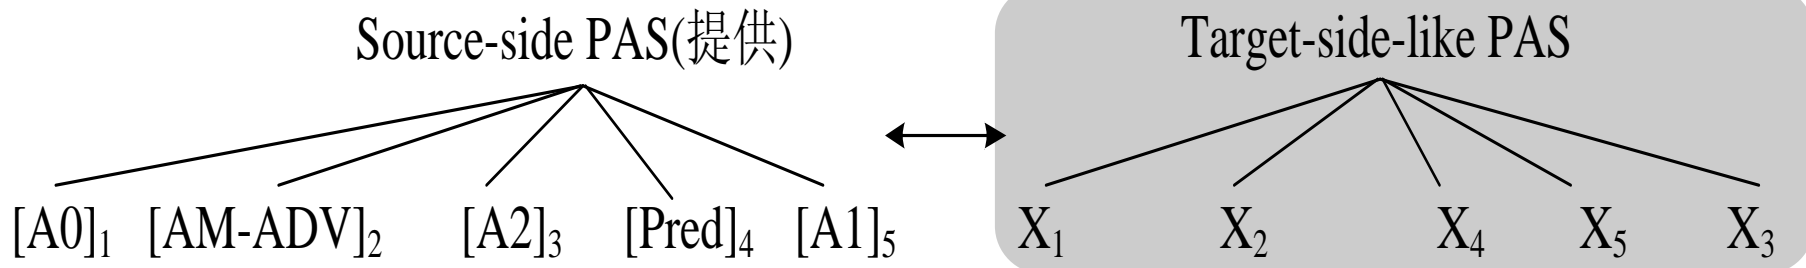 Source-side PAS(提供)
Target-side-like PAS
[A0]₁ [AM-ADV]₂ [A2]₃ [Pred]₄ [A1]₅
X₁ X₂ X₄ X₅ X₃